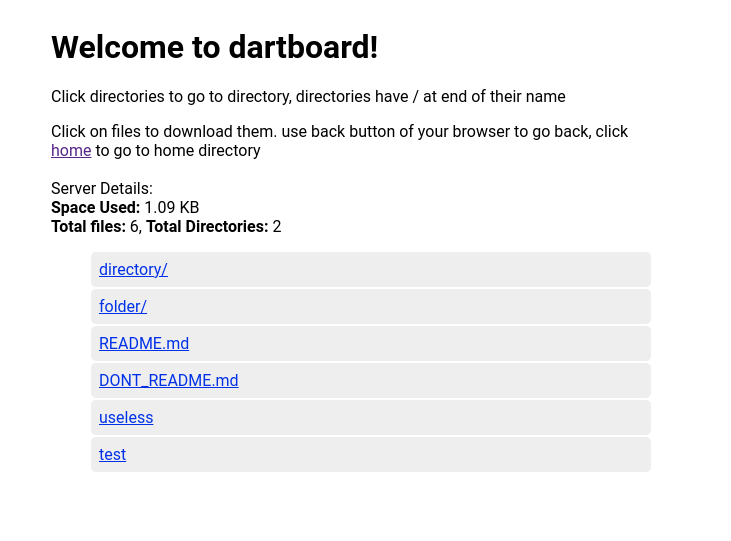 Welcome to dartboard!
Click directories to go to directory, directories have / at end of their name
Click on files to download them. use back button of your browser to go back, click
home to go to home directory
Server Details:
Space Used: 1.09 KB
Total files: 6, Total Directories: 2
directory/
folder/
README.md
DONT_README.md
useless
test